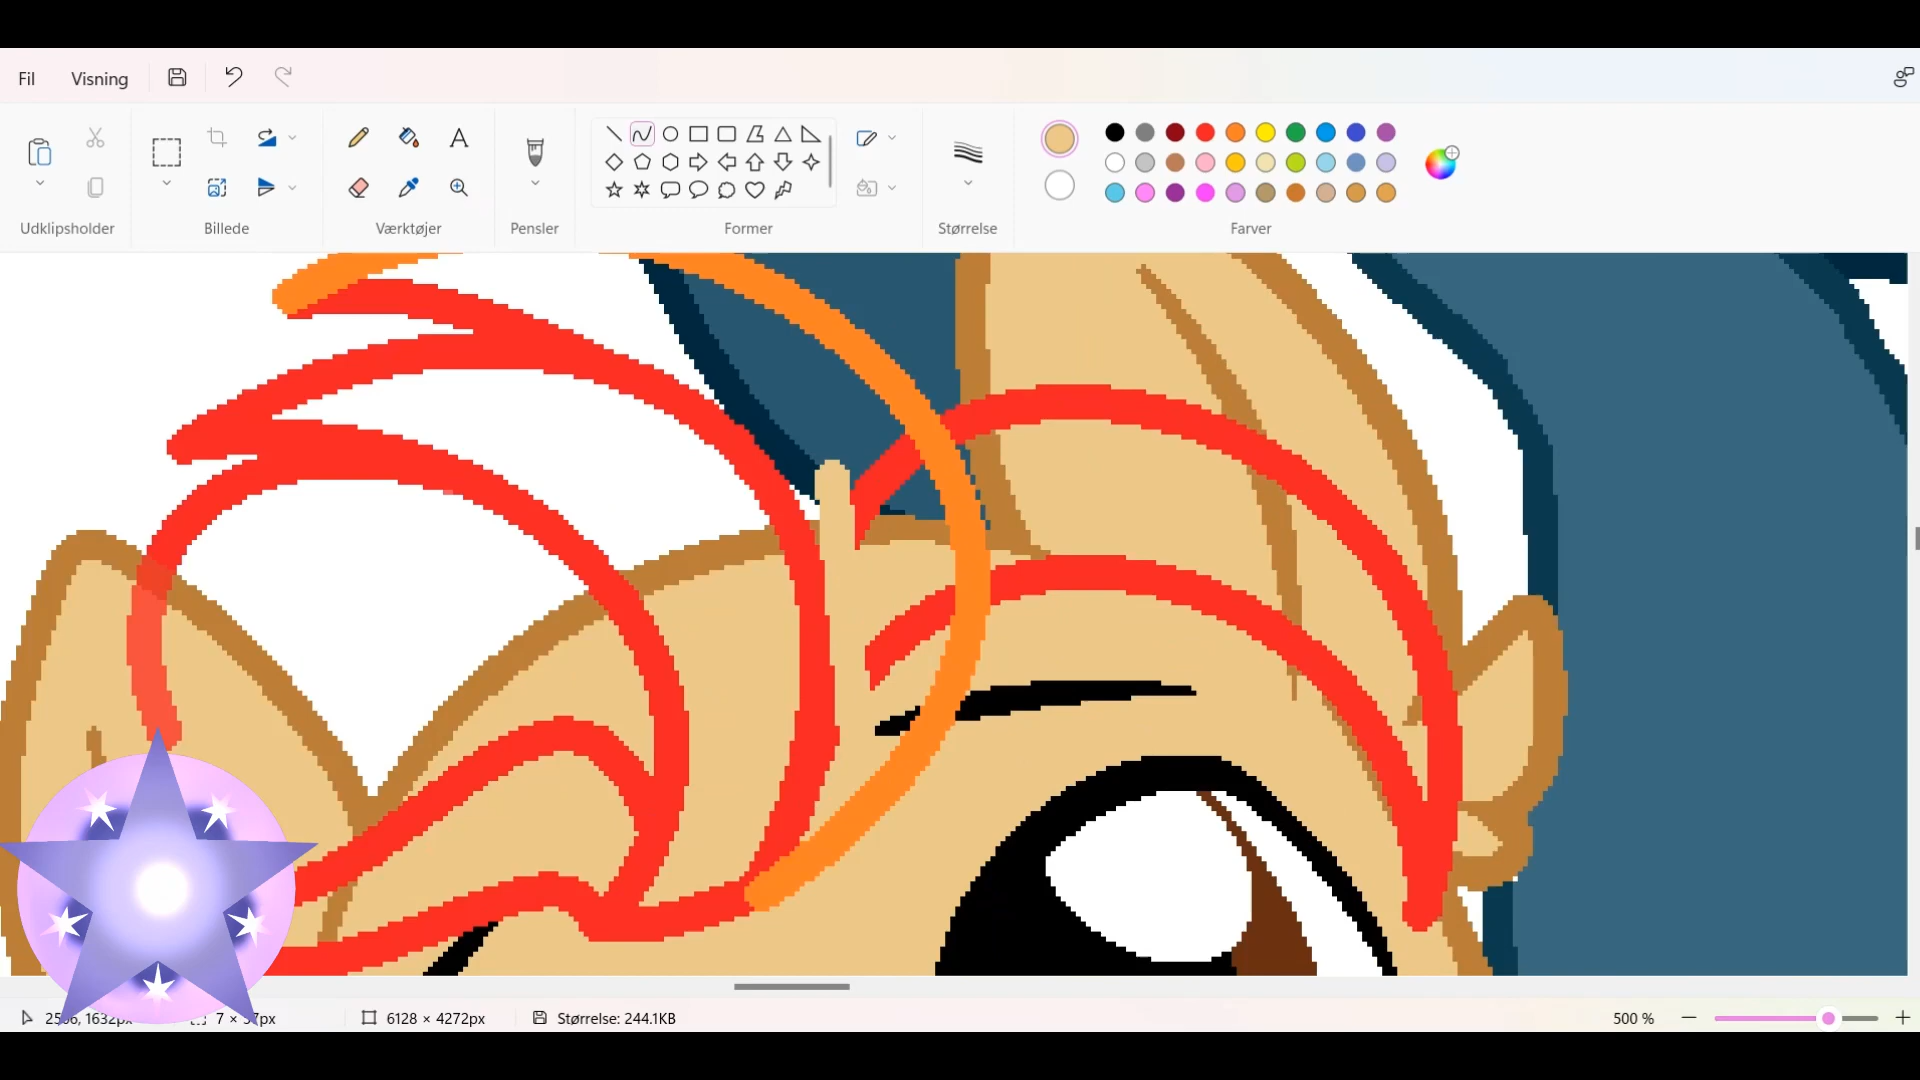 Fil Visning
A
Udklipsholder Billede Værktøjer Pensler Former Størrelse Farver
6128 × 4272px Størrelse: 244.1KB 500 %